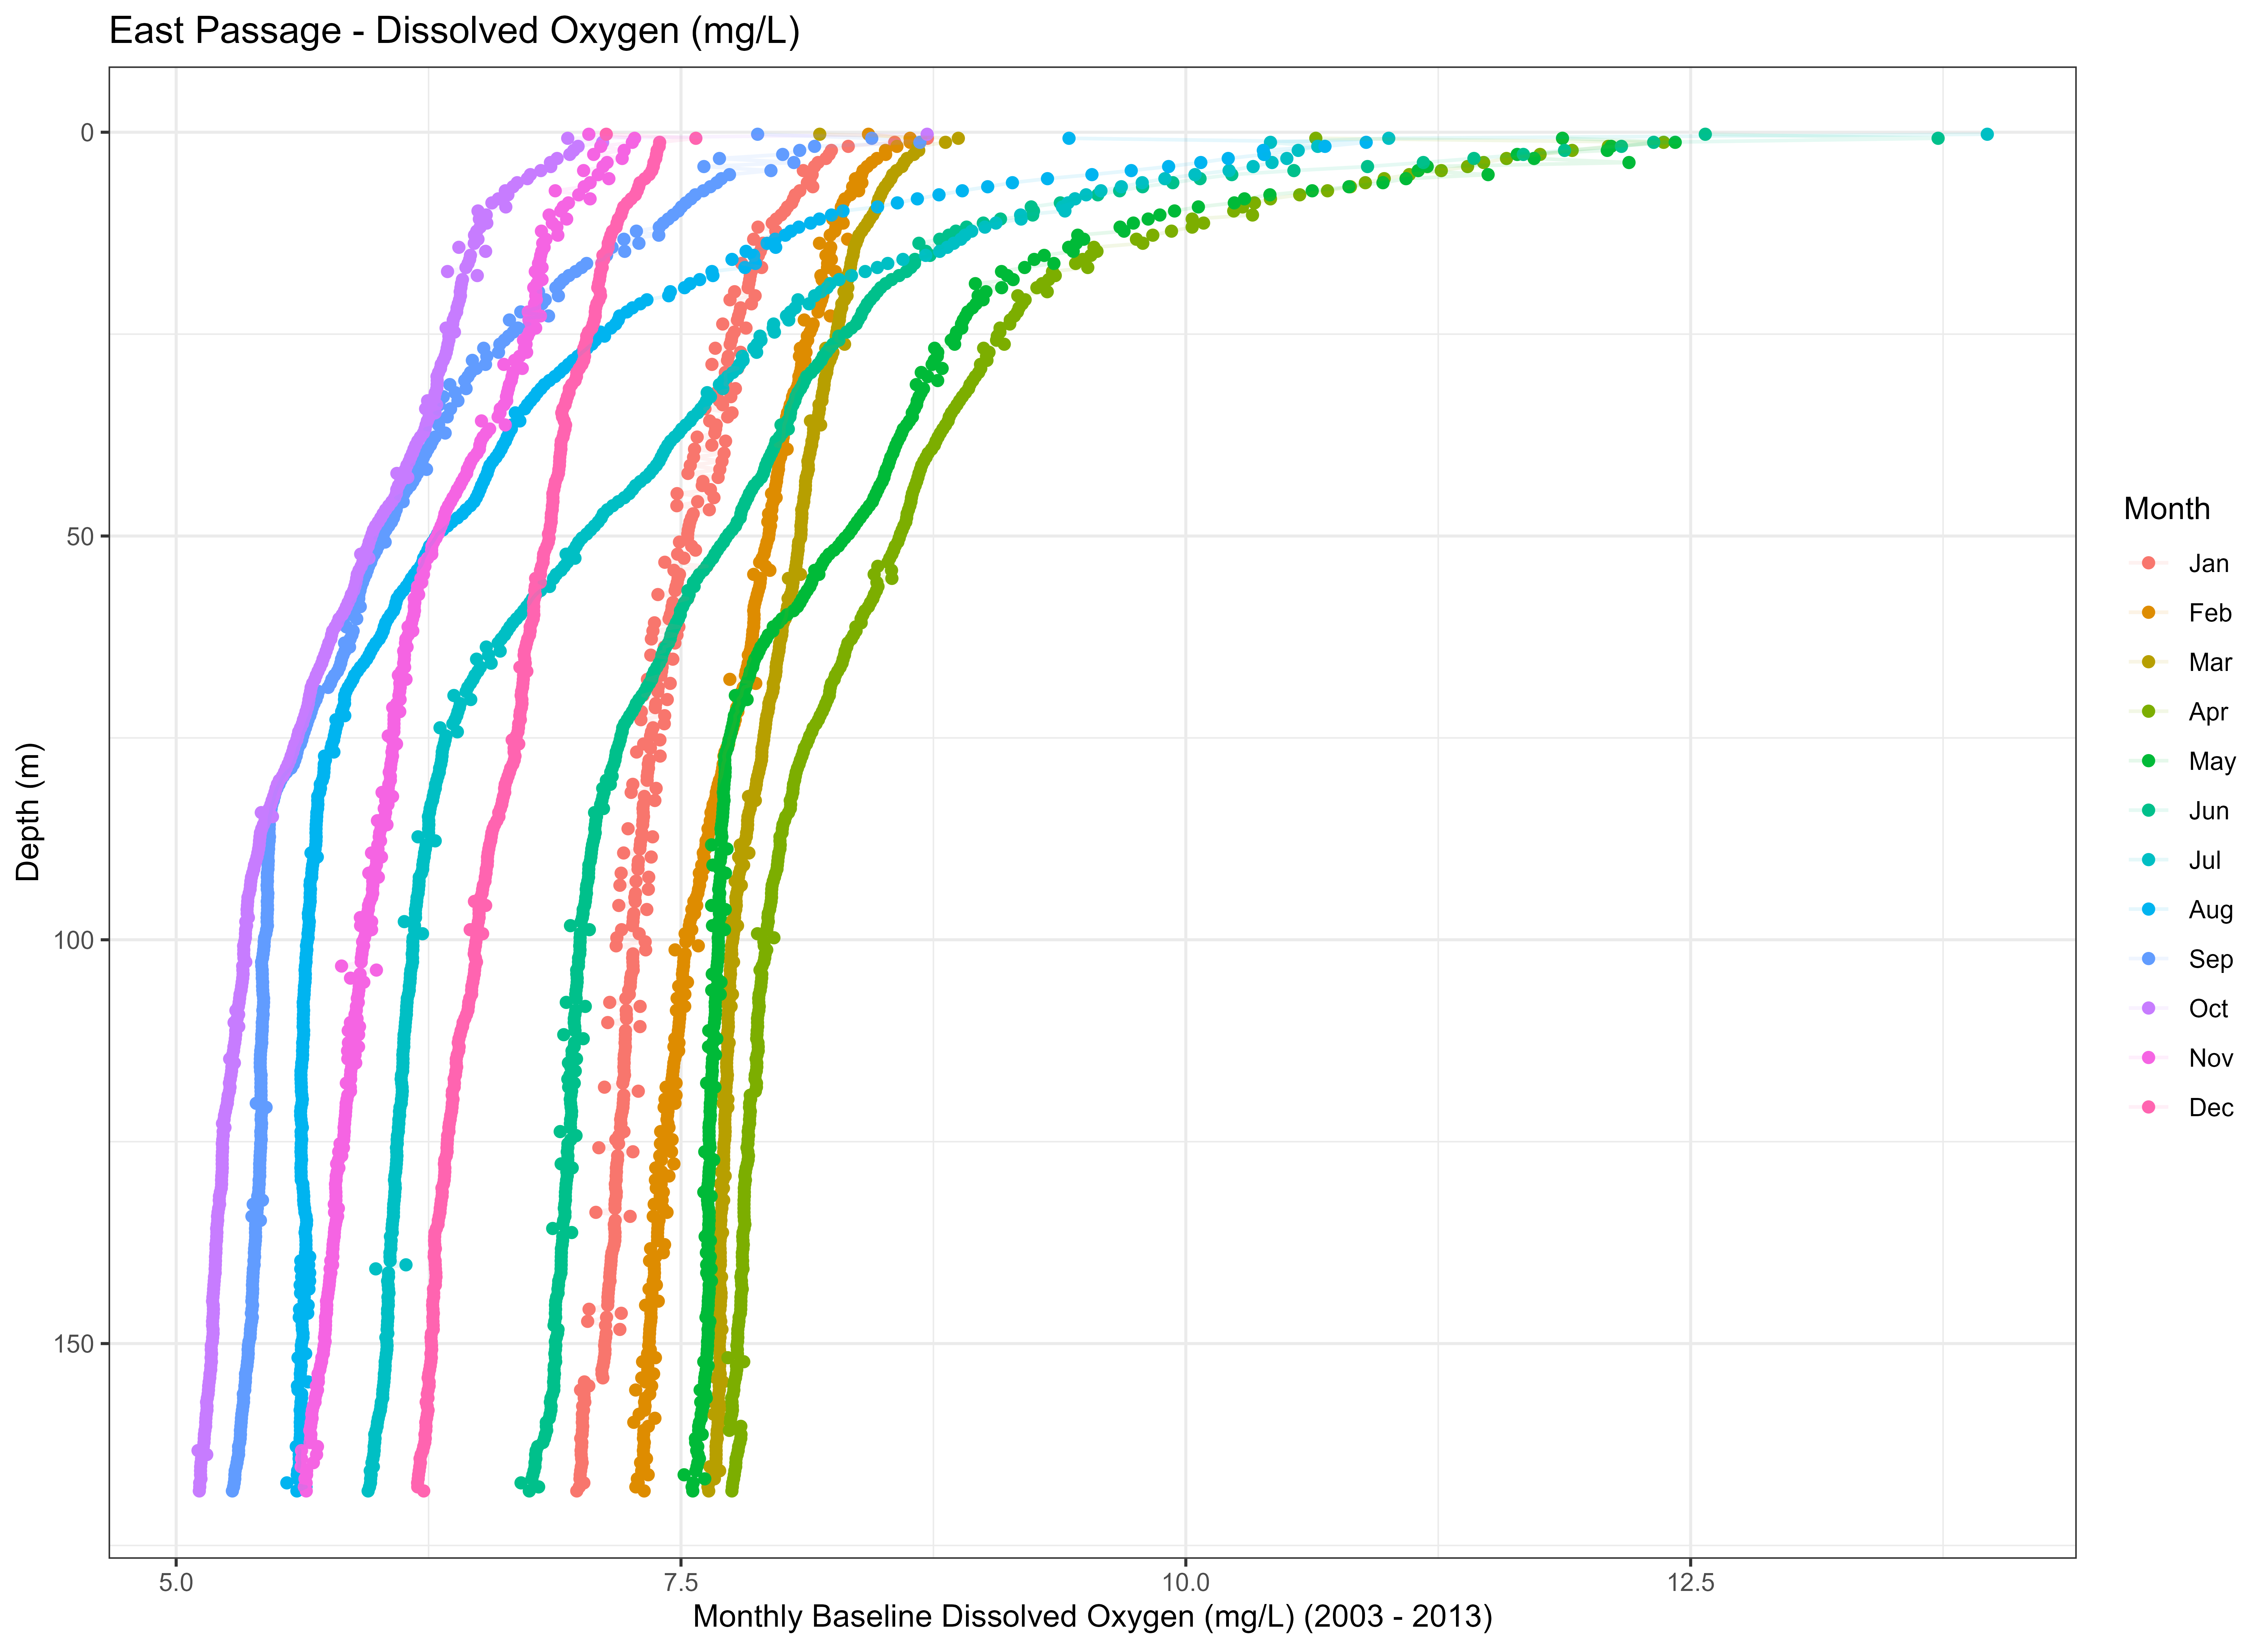 East Passage - Dissolved Oxygen (mg/L)
0
50
100
150
Depth (m)
5.0
7.5
10.0
12.5
Monthly Baseline Dissolved Oxygen (mg/L) (2003 - 2013)
Month
Jan
Feb
Mar
Apr
May
Jun
Jul
Aug
Sep
Oct
Nov
Dec